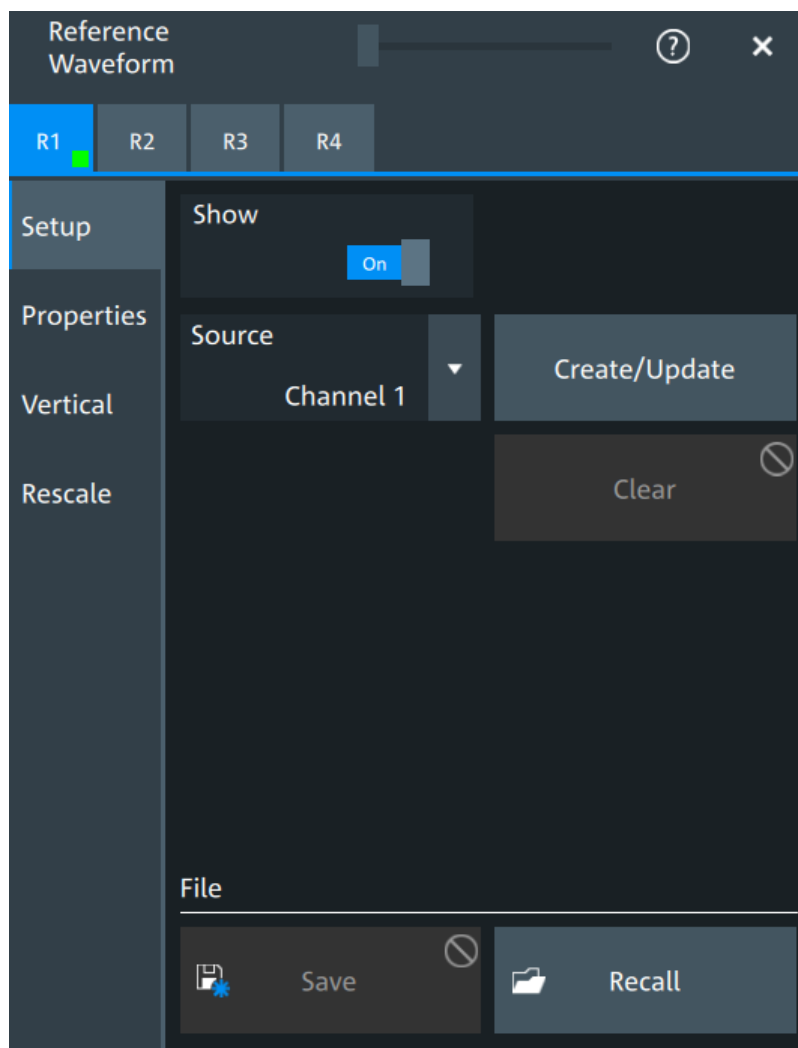 Reference
Waveform
?
R1 R2 R3 R4
Setup
Show
On
Properties
Source
Channel 1
Create/Update
Vertical
Clear
Rescale
File
Save
Recall